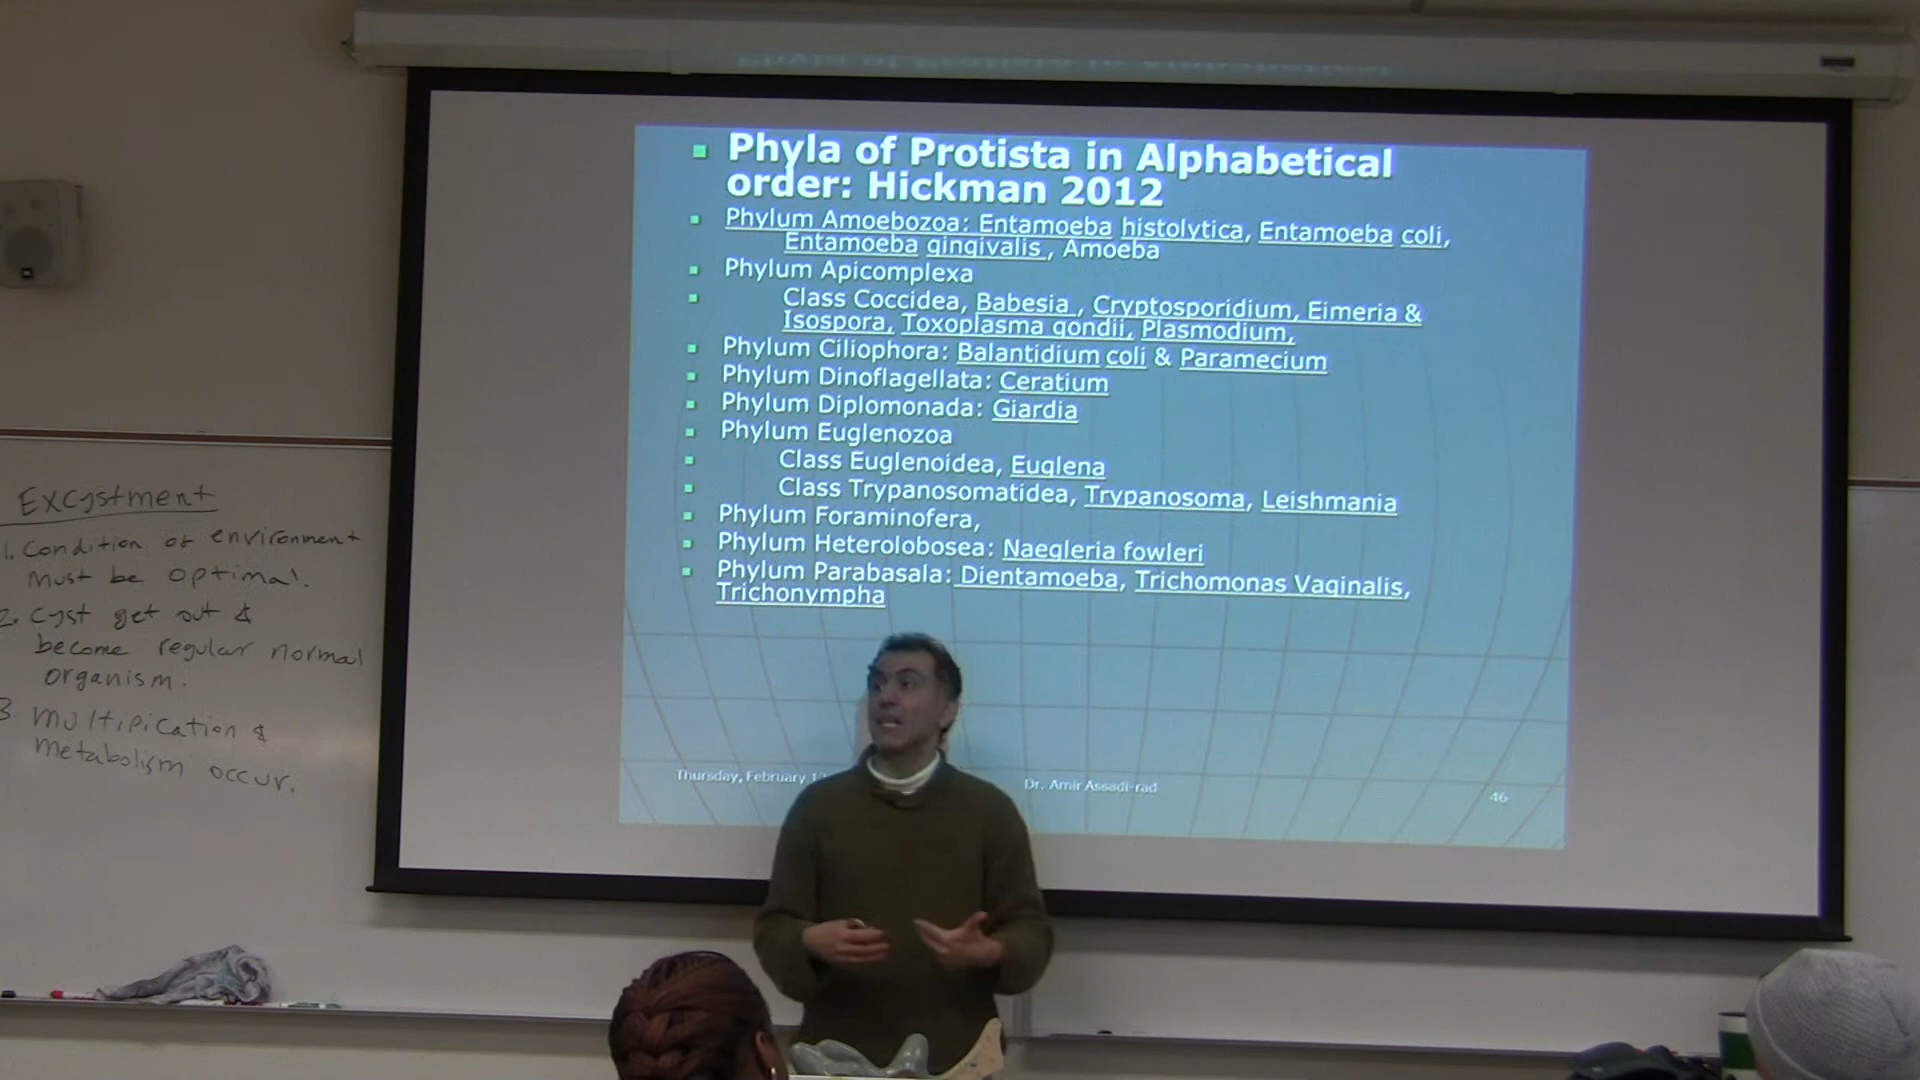 Phyla of Protista in Alphabetical
order: Hickman 2012
Phylum Amoebozoa: Entamoeba histolytica, Entamoeba coli,
Entamoeba gingivalis , Amoeba
Phylum Apicomplexa
Class Coccidea, Babesia , Cryptosporidium, Eimeria &
Isospora, Toxoplasma gondii, Plasmodium,
Phylum Ciliophora: Balantidium coli & Paramecium
Phylum Dinoflagellata: Ceratium
Phylum Diplomonada: Giardia
Phylum Euglenozoa
Class Euglenoidea, Euglena
Class Trypanosomatidea, Trypanosoma, Leishmania
Phylum Foraminofera,
Phylum Heterolobosea: Naegleria fowleri
Phylum Parabasala: Dientamoeba, Trichomonas Vaginalis,
Trichonympha
Thursday, February
Dr. Amir Assadi-rad
46
Excystment
1. Condition of environment
must be optimal.
2. Cyst get out &
become regular normal
organism.
3. Multipication &
metabolism occur.
JBL